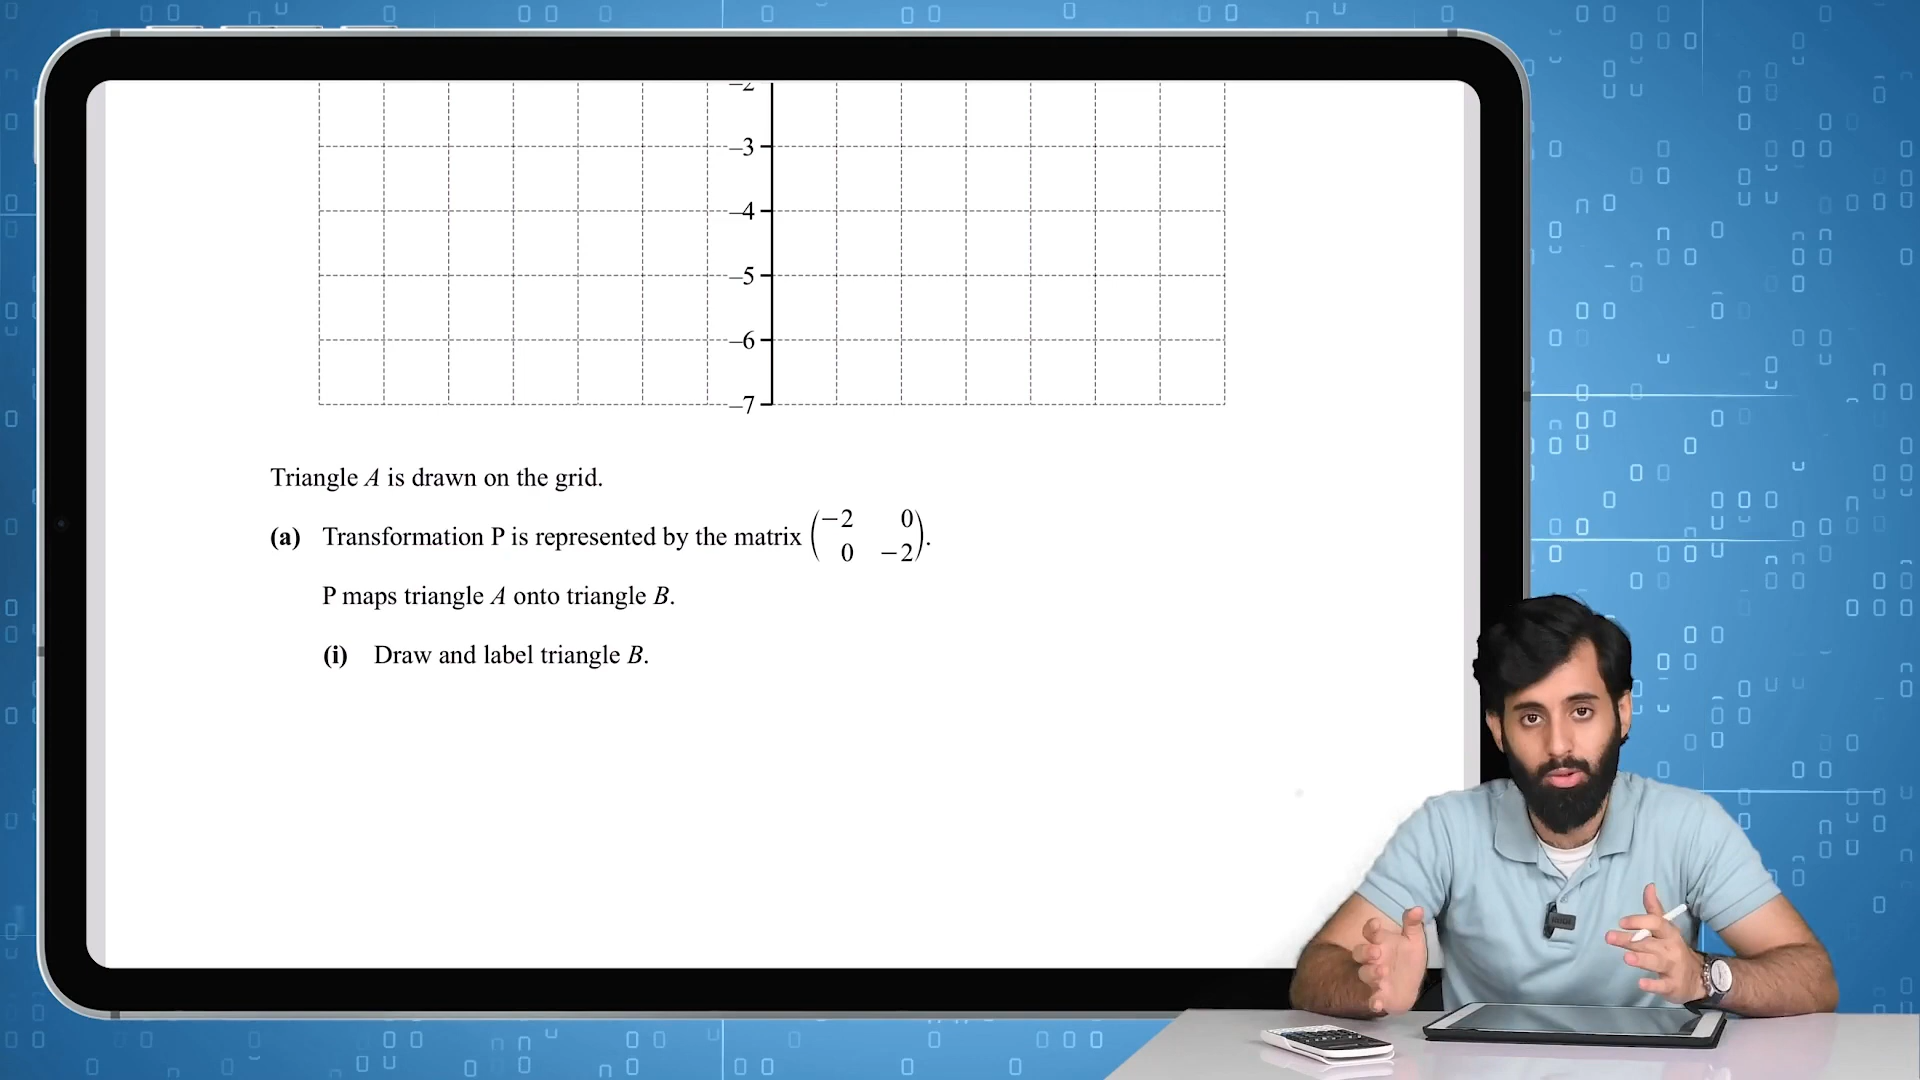 –2
–3
–4
–5
–6
–7
Triangle A is drawn on the grid.
(a) Transformation P is represented by the matrix (−2 0
0 −2).
P maps triangle A onto triangle B.
(i) Draw and label triangle B.